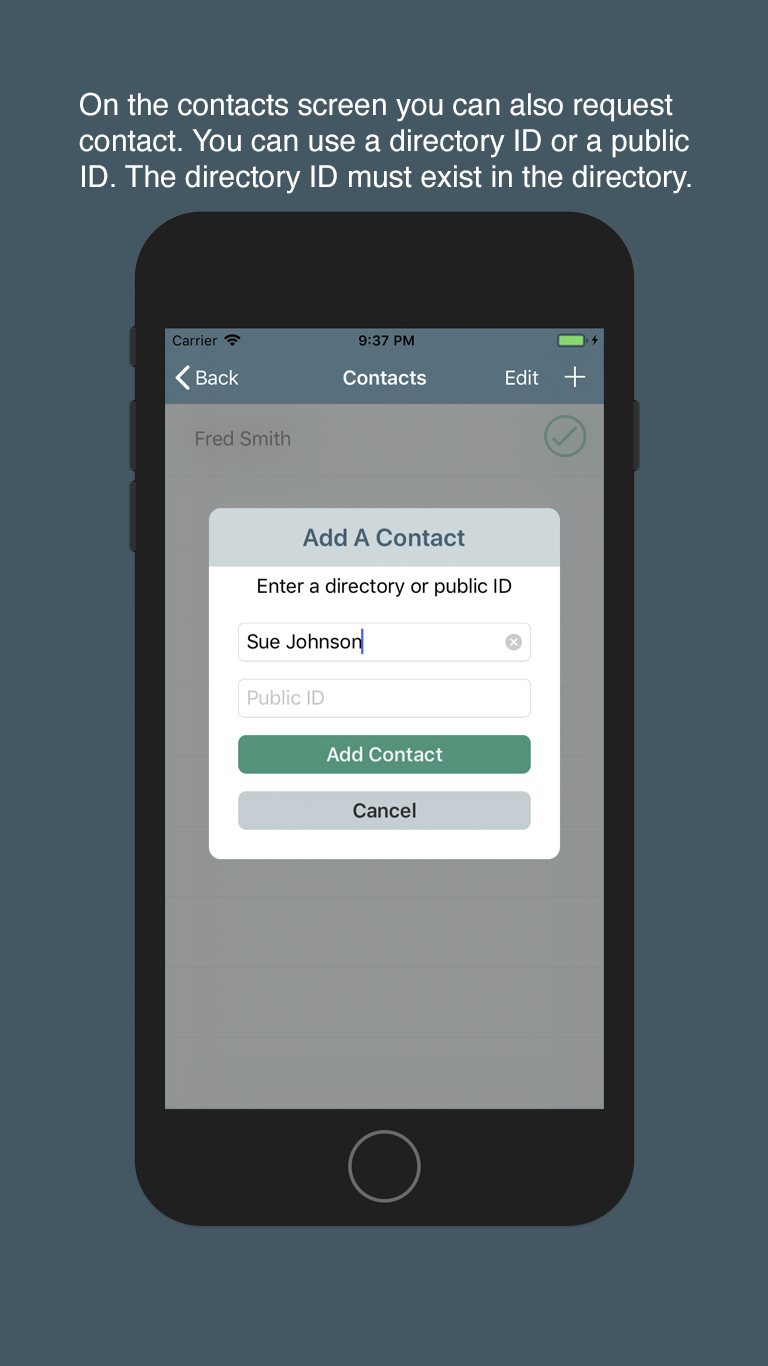 On the contacts screen you can also request
contact. You can use a directory ID or a public
ID. The directory ID must exist in the directory.
Carrier 9:37 PM
Back Contacts Edit
Fred Smith
Add A Contact
Enter a directory or public ID
Sue Johnson
Public ID
Add Contact
Cancel